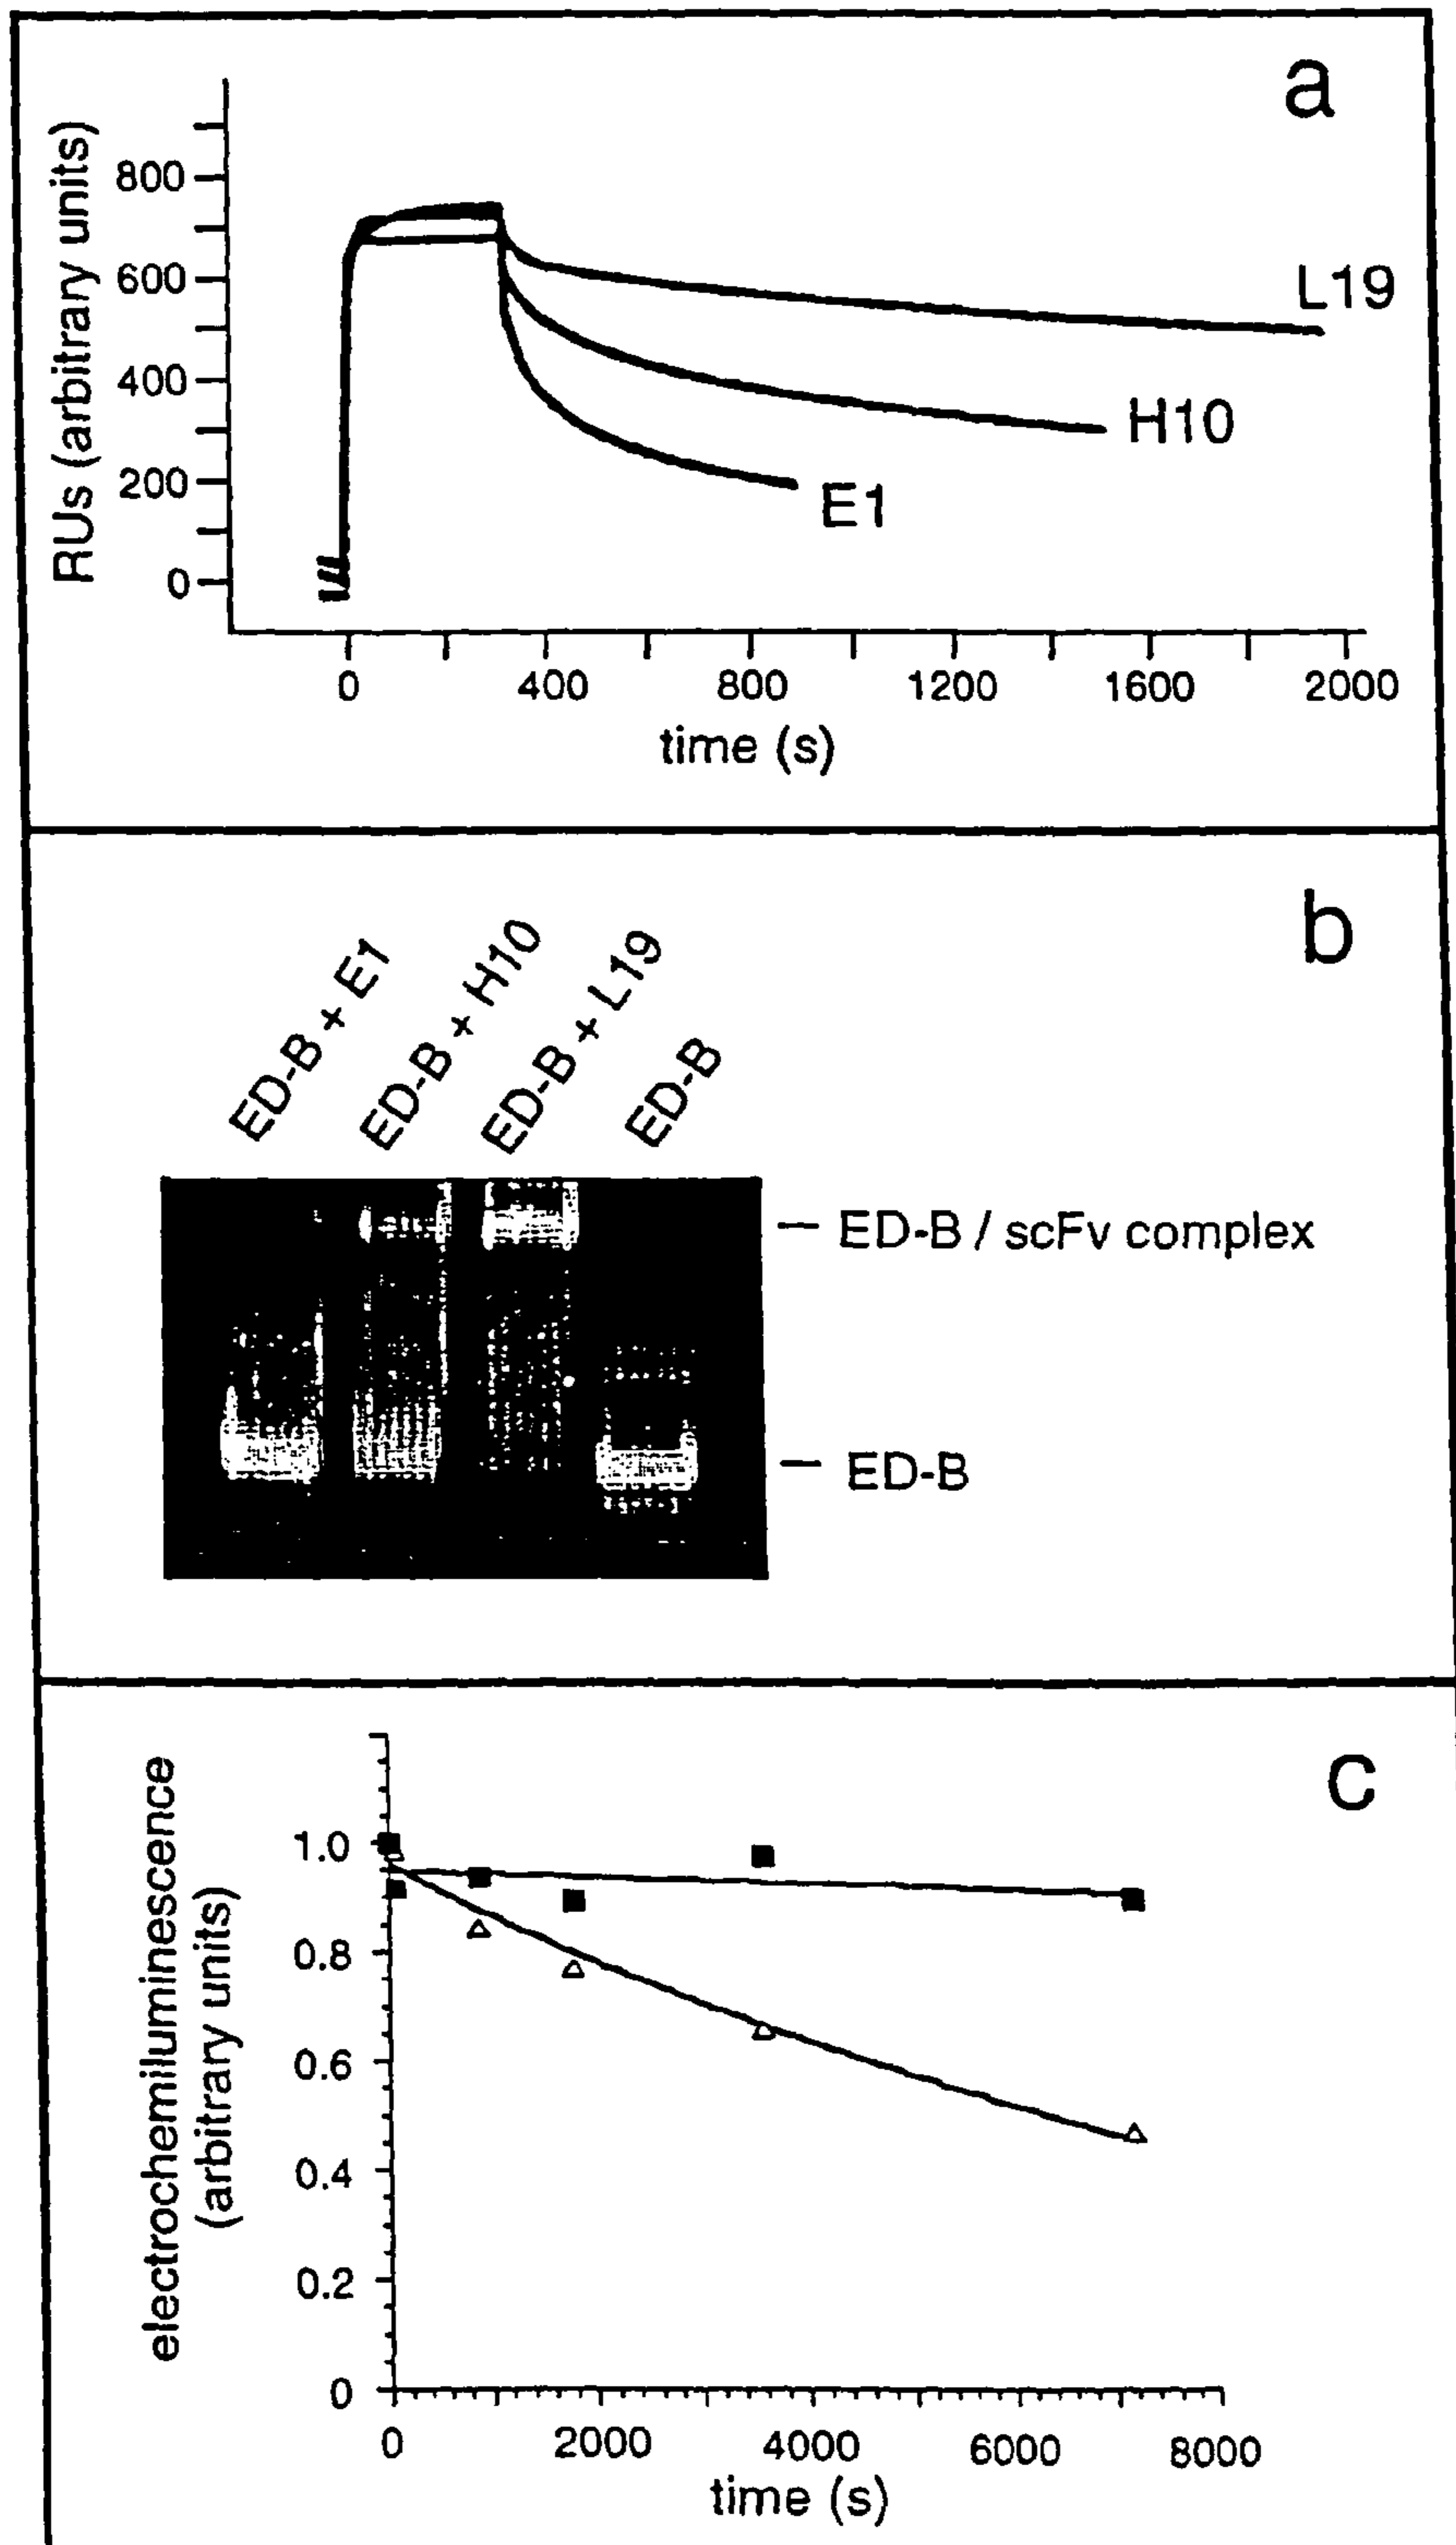 a
RUs (arbitrary units)
800
600
400
200
0
L19
H10
E1
0 400 800 1200 1600 2000
time (s)
b
ED-B + E1
ED-B + H10
ED-B + L19
ED-B
ED-B / scFv complex
ED-B
c
electrochemiluminescence
(arbitrary units)
1.0
0.8
0.6
0.4
0.2
0
0 2000 4000 6000 8000
time (s)